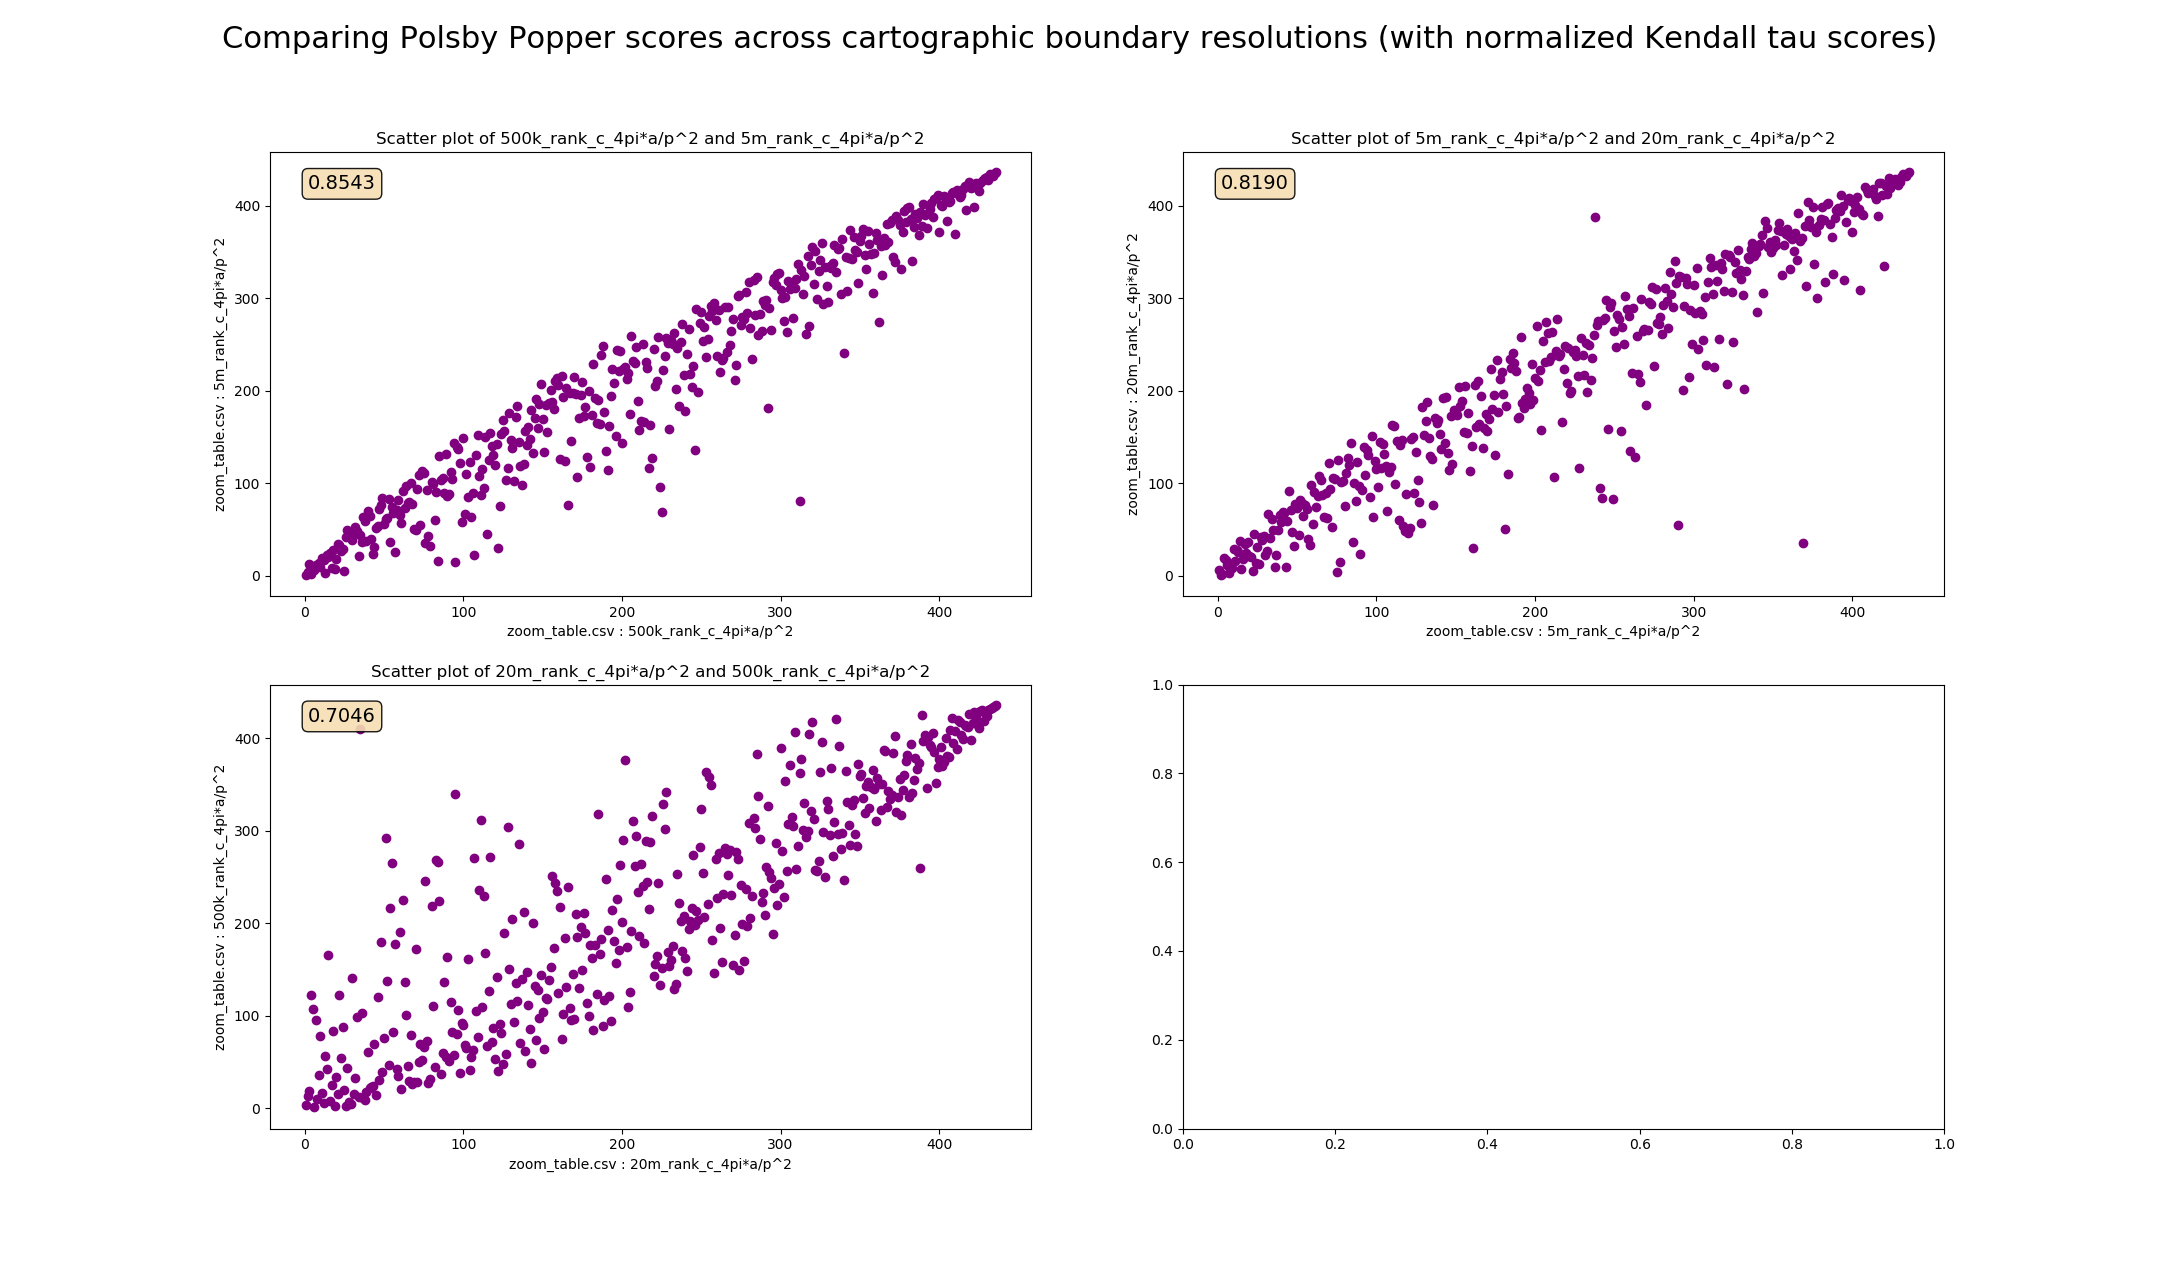 Comparing Polsby Popper scores across cartographic boundary resolutions (with normalized Kendall tau scores)
Scatter plot of 500k_rank_c_4pi*a/p^2 and 5m_rank_c_4pi*a/p^2
0.8543
400
300
200
100
0
zoom_table.csv : 5m_rank_c_4pi*a/p^2
0 100 200 300 400
zoom_table.csv : 500k_rank_c_4pi*a/p^2
Scatter plot of 5m_rank_c_4pi*a/p^2 and 20m_rank_c_4pi*a/p^2
0.8190
400
300
200
100
0
zoom_table.csv : 20m_rank_c_4pi*a/p^2
0 100 200 300 400
zoom_table.csv : 5m_rank_c_4pi*a/p^2
Scatter plot of 20m_rank_c_4pi*a/p^2 and 500k_rank_c_4pi*a/p^2
0.7046
400
300
200
100
0
zoom_table.csv : 500k_rank_c_4pi*a/p^2
0 100 200 300 400
zoom_table.csv : 20m_rank_c_4pi*a/p^2
1.0
0.8
0.6
0.4
0.2
0.0
0.0 0.2 0.4 0.6 0.8 1.0